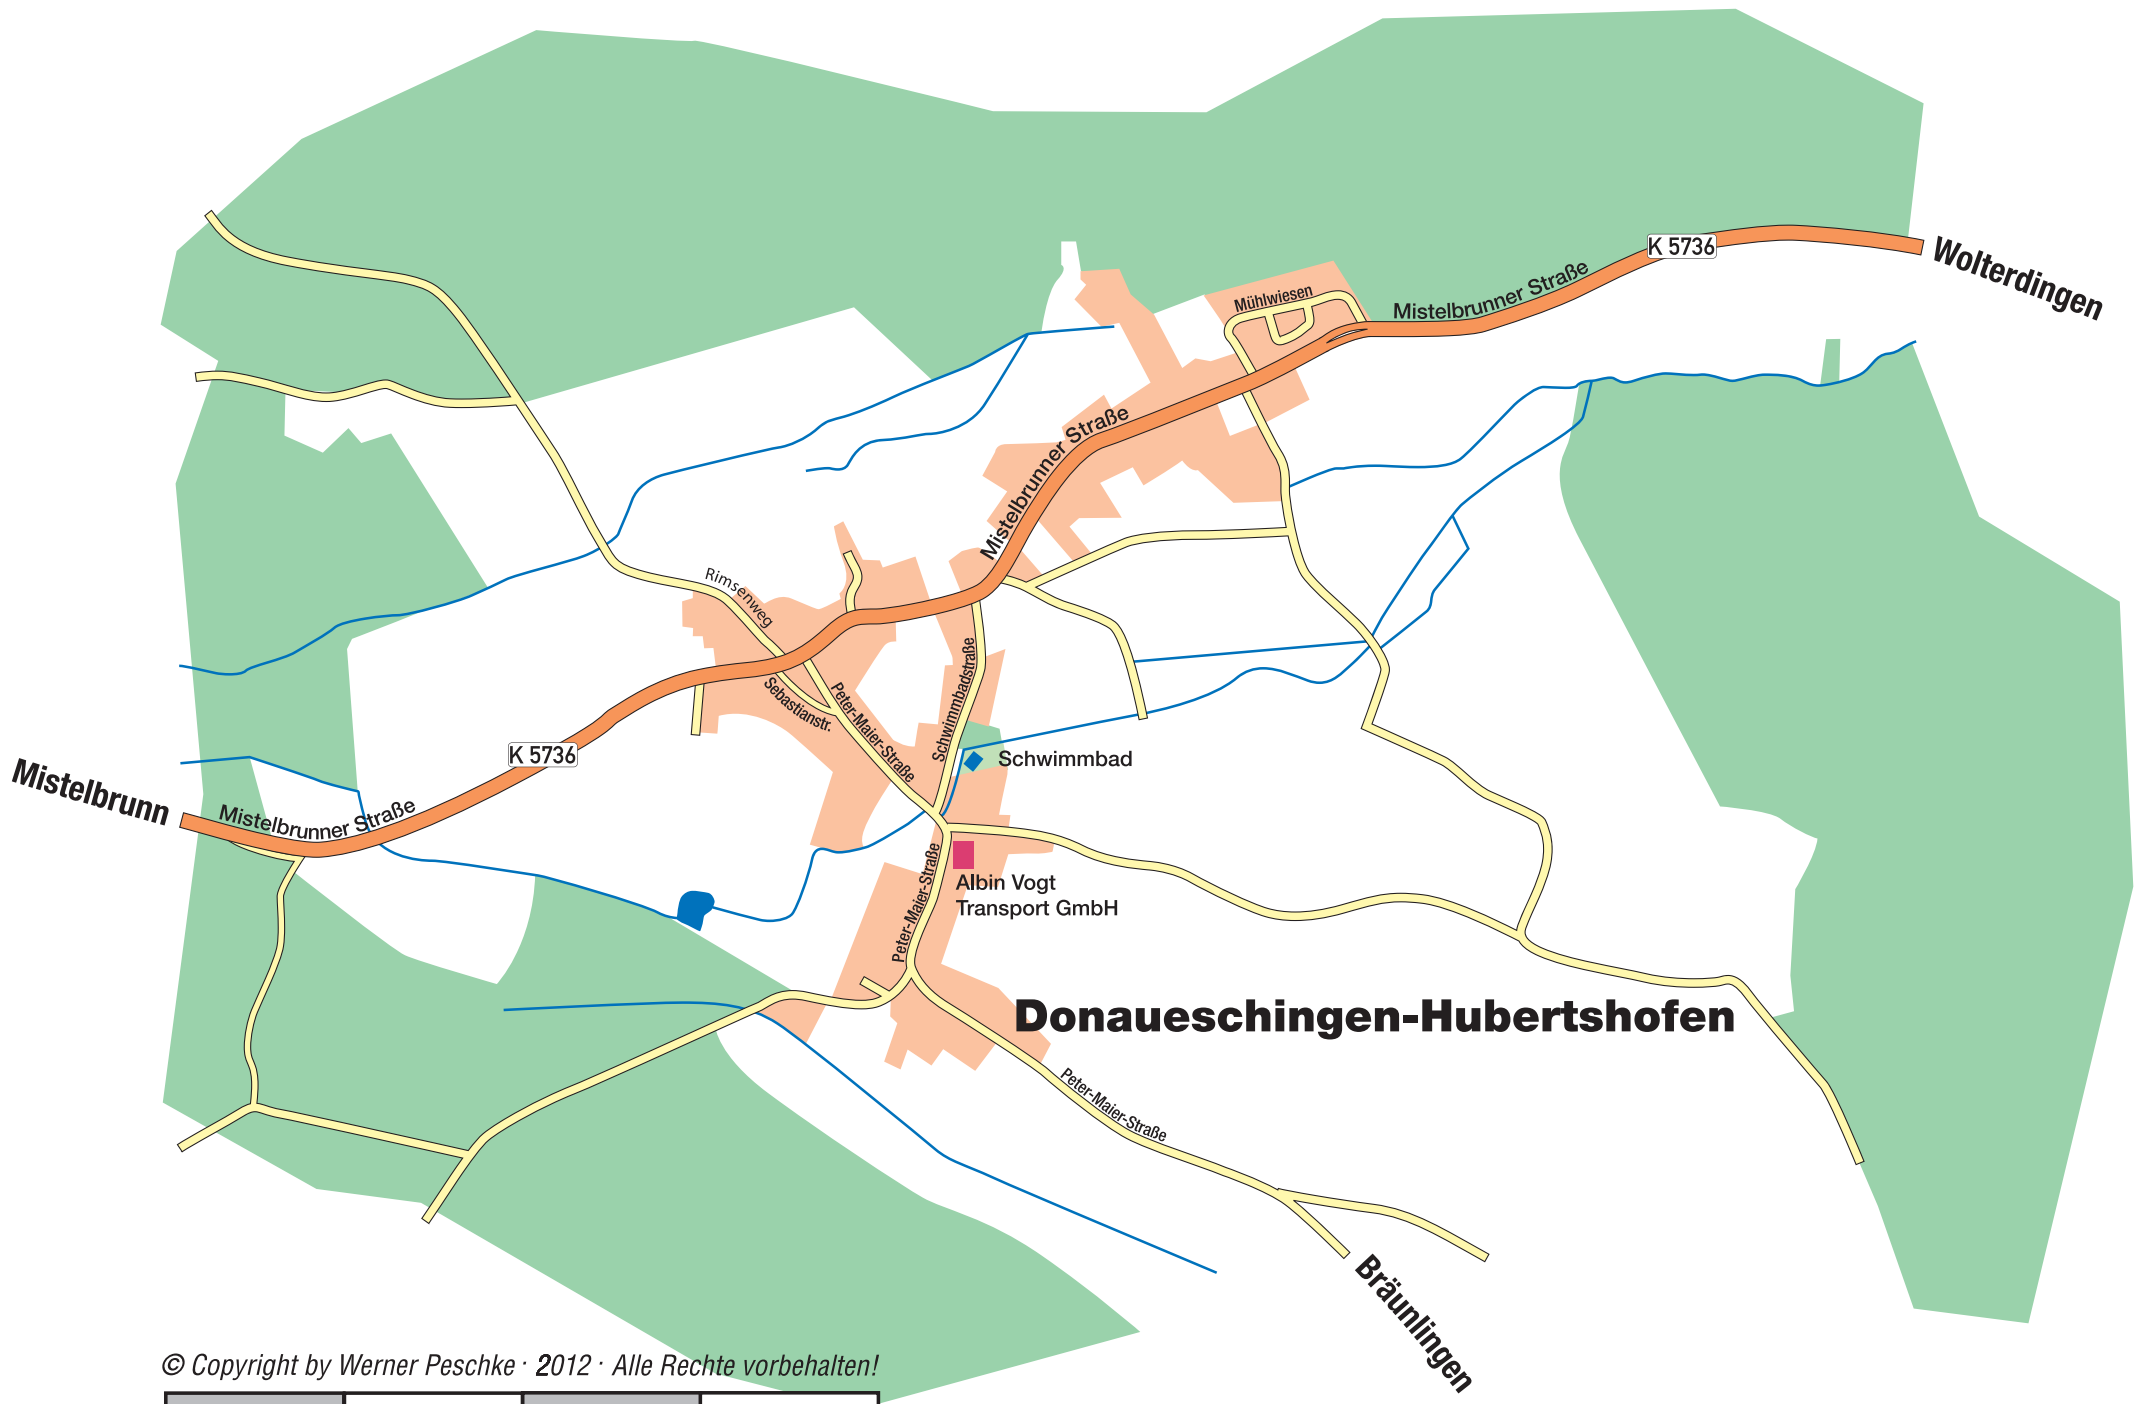 K 5736
Wolterdingen
Mistelbrunner Straße
Mühlwiesen
Mistelbrunner Straße
Rimsenweg
Sebastianstr.
Peter-Maier-Straße
Schwimmbadstraße
Schwimmbad
K 5736
Mistelbrunn
Mistelbrunner Straße
Peter-Maier-Straße
Albin Vogt
Transport GmbH
Donaueschingen-Hubertshofen
Peter-Maier-Straße
Bräunlingen
© Copyright by Werner Peschke · 2012 · Alle Rechte vorbehalten!